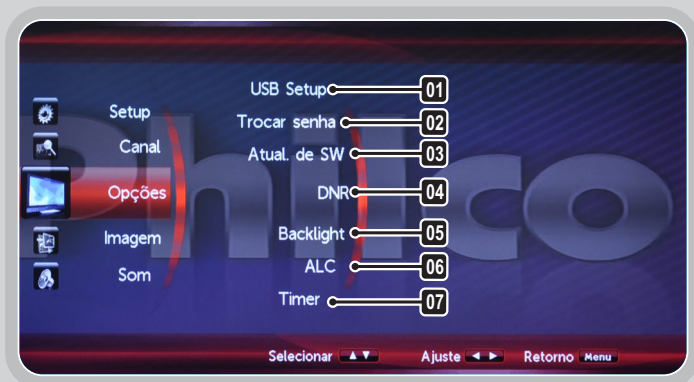 Philco
USB Setup 01
Setup
Trocar senha 02
Canal
Atual. de SW 03
Opções
DNR 04
Imagem
Backlight 05
Som
ALC 06
Timer 07
Selecionar ▲▼ Ajuste ◄ ► Retorno Menu